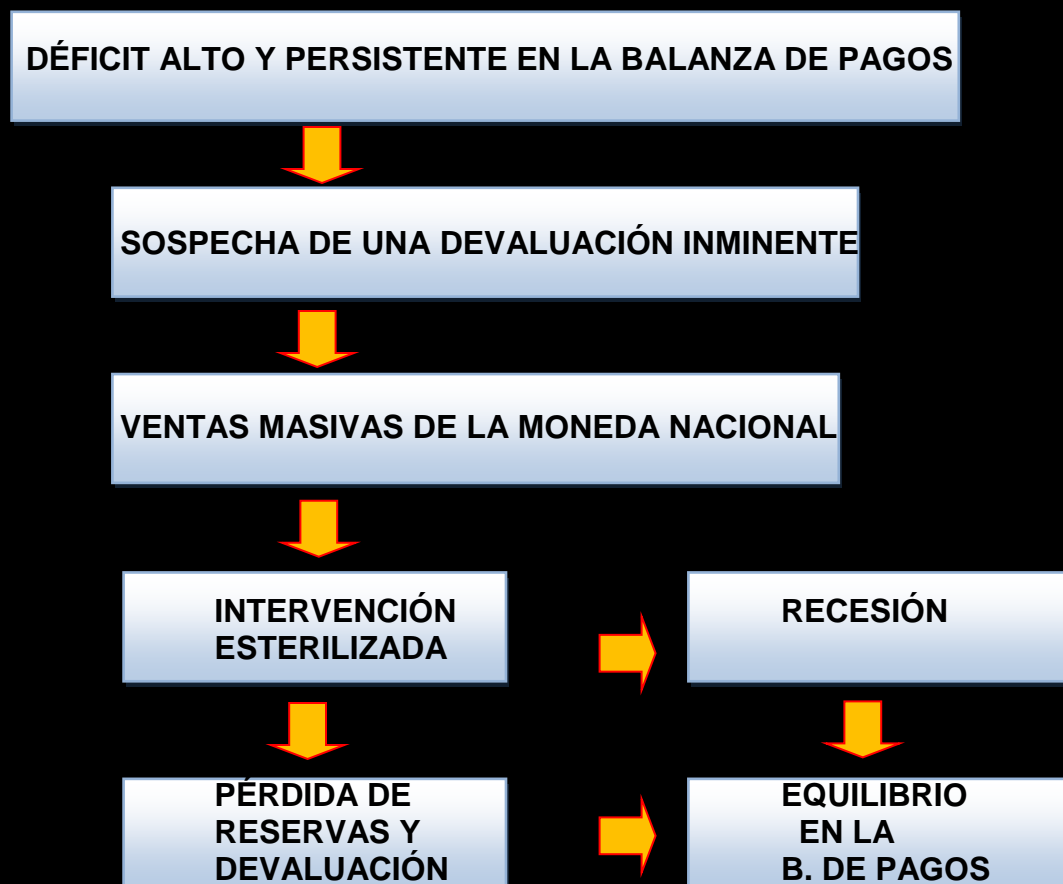 DÉFICIT ALTO Y PERSISTENTE EN LA BALANZA DE PAGOS
SOSPECHA DE UNA DEVALUACIÓN INMINENTE
VENTAS MASIVAS DE LA MONEDA NACIONAL
INTERVENCIÓN
ESTERILIZADA
RECESIÓN
PÉRDIDA DE
RESERVAS Y
DEVALUACIÓN
EQUILIBRIO
EN LA
B. DE PAGOS